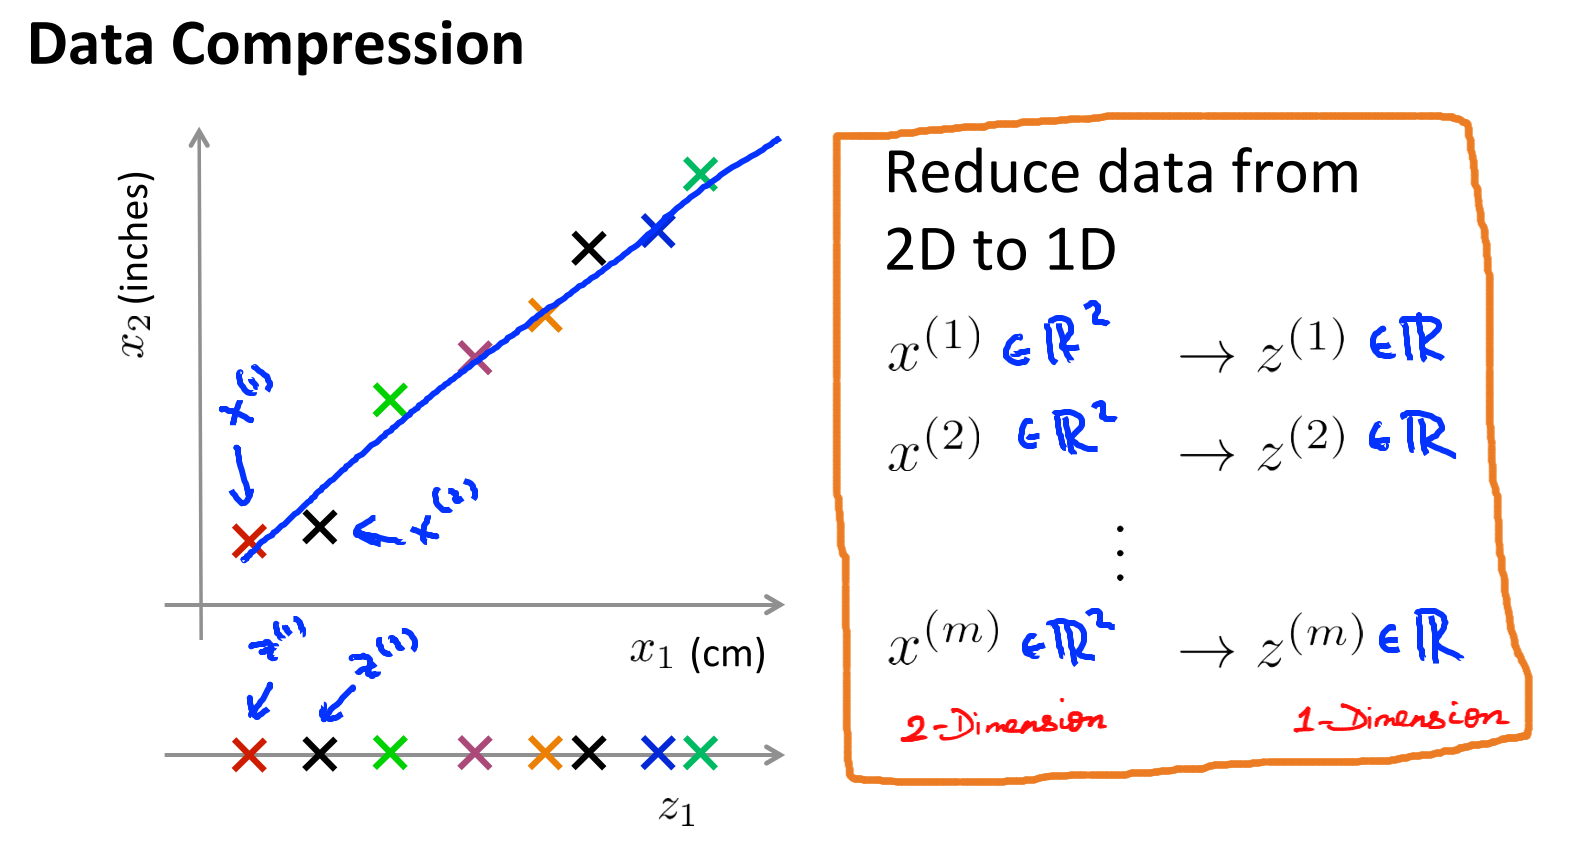 Data Compression
x₂ (inches)
x⁽¹⁾
x⁽²⁾
x₁ (cm)
z⁽¹⁾
z⁽²⁾
z₁
Reduce data from
2D to 1D
x⁽¹⁾ ∈ ℝ² → z⁽¹⁾ ∈ ℝ
x⁽²⁾ ∈ ℝ² → z⁽²⁾ ∈ ℝ
⋮
x⁽ᵐ⁾ ∈ ℝ² → z⁽ᵐ⁾ ∈ ℝ
2-Dimension 1-Dimension